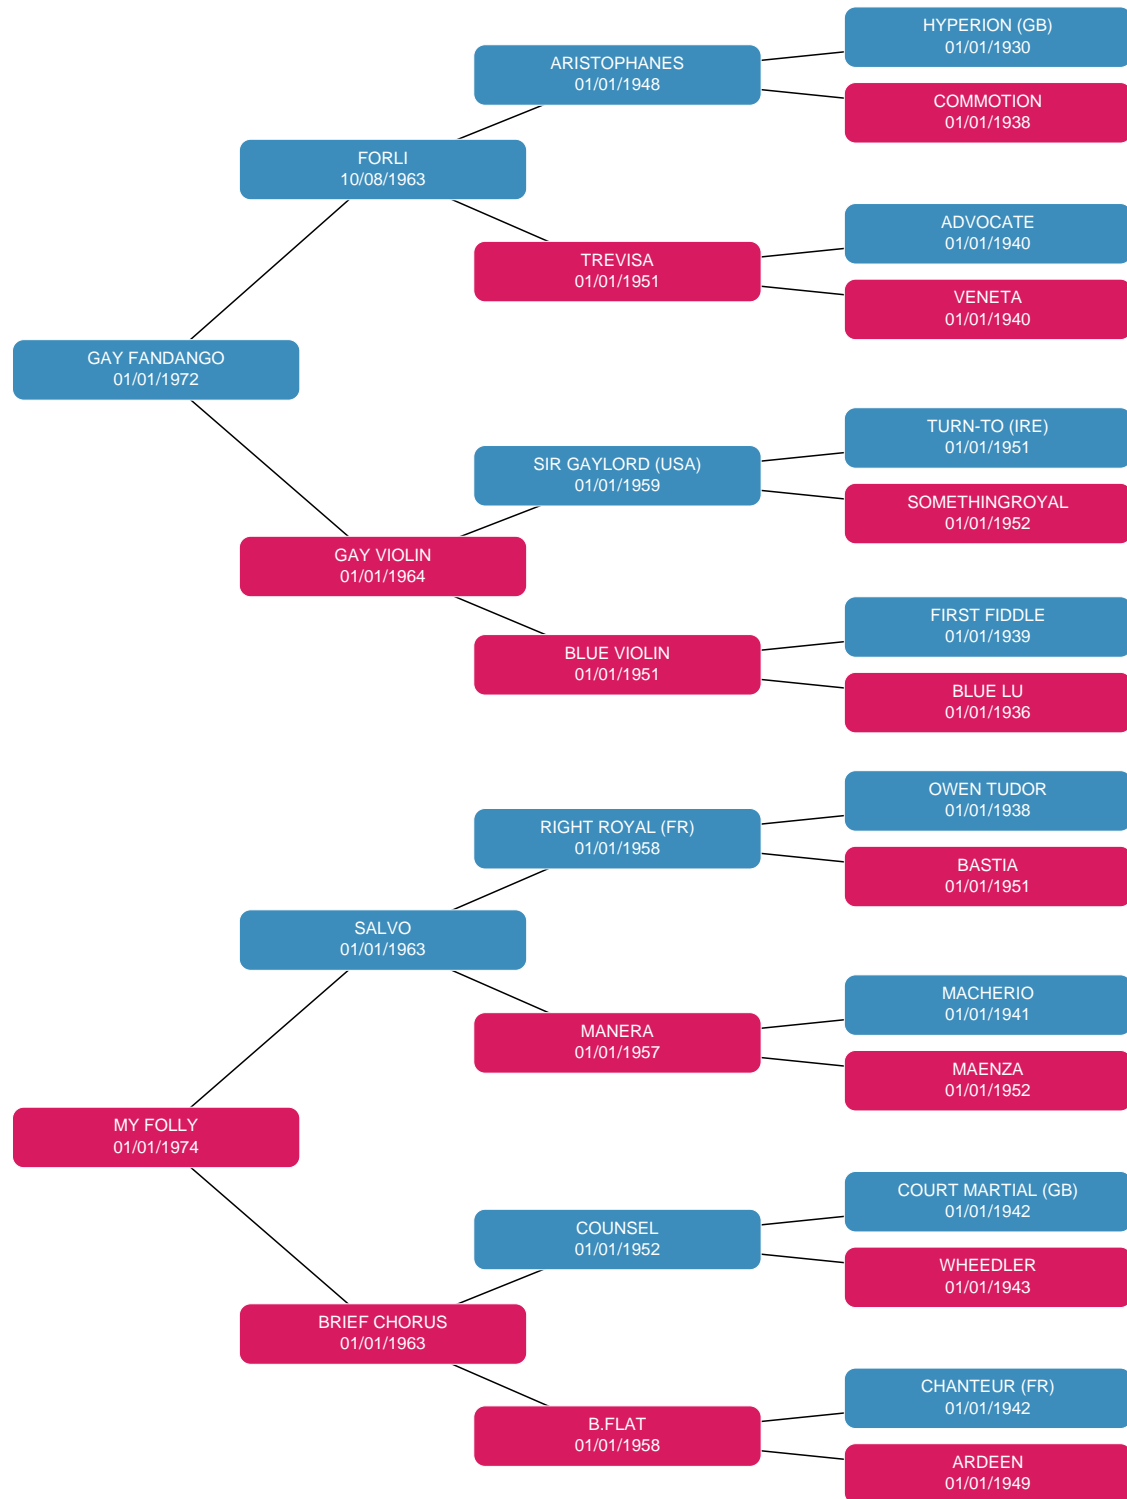 HYPERION (GB)
01/01/1930
ARISTOPHANES
01/01/1948
COMMOTION
01/01/1938
FORLI
10/08/1963
ADVOCATE
01/01/1940
TREVISA
01/01/1951
VENETA
01/01/1940
GAY FANDANGO
01/01/1972
TURN-TO (IRE)
01/01/1951
SIR GAYLORD (USA)
01/01/1959
SOMETHINGROYAL
01/01/1952
GAY VIOLIN
01/01/1964
FIRST FIDDLE
01/01/1939
BLUE VIOLIN
01/01/1951
BLUE LU
01/01/1936
OWEN TUDOR
01/01/1938
RIGHT ROYAL (FR)
01/01/1958
BASTIA
01/01/1951
SALVO
01/01/1963
MACHERIO
01/01/1941
MANERA
01/01/1957
MAENZA
01/01/1952
MY FOLLY
01/01/1974
COURT MARTIAL (GB)
01/01/1942
COUNSEL
01/01/1952
WHEEDLER
01/01/1943
BRIEF CHORUS
01/01/1963
CHANTEUR (FR)
01/01/1942
B.FLAT
01/01/1958
ARDEEN
01/01/1949